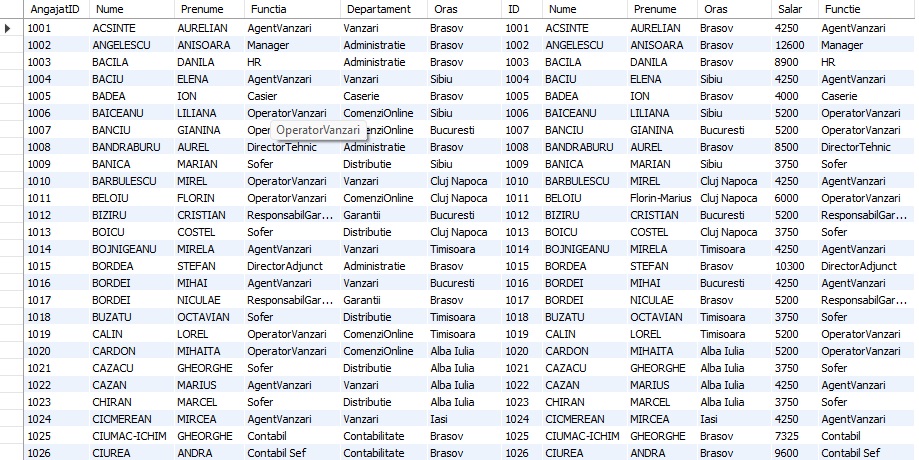 AngajatID Nume Prenume Functia Departament Oras ID Nume Prenume Oras Salar Functie
1001 ACSINTE AURELIAN AgentVanzari Vanzari Brasov 1001 ACSINTE AURELIAN Brasov 4250 AgentVanzari
1002 ANGELESCU ANISOARA Manager Administratie Brasov 1002 ANGELESCU ANISOARA Brasov 12600 Manager
1003 BACILA DANILA HR Administratie Brasov 1003 BACILA DANILA Brasov 8900 HR
1004 BACIU ELENA AgentVanzari Vanzari Sibiu 1004 BACIU ELENA Sibiu 4250 AgentVanzari
1005 BADEA ION Casier Caserie Brasov 1005 BADEA ION Brasov 4000 Caserie
1006 BAICEANU LILIANA OperatorVanzari ComenziOnline Sibiu 1006 BAICEANU LILIANA Sibiu 5200 OperatorVanzari
1007 BANCIU GIANINA Oper OperatorVanzari enziOnline Bucuresti 1007 BANCIU GIANINA Bucuresti 5200 OperatorVanzari
1008 BANDRABURU AUREL DirectorTehnic Administratie Brasov 1008 BANDRABURU AUREL Brasov 8500 DirectorTehnic
1009 BANICA MARIAN Sofer Distributie Sibiu 1009 BANICA MARIAN Sibiu 3750 Sofer
1010 BARBULESCU MIREL OperatorVanzari Vanzari Cluj Napoca 1010 BARBULESCU MIREL Cluj Napoca 4250 AgentVanzari
1011 BELOIU FLORIN OperatorVanzari ComenziOnline Cluj Napoca 1011 BELOIU Florin-Marius Cluj Napoca 6000 OperatorVanzari
1012 BIZIRU CRISTIAN ResponsabilGar... Garantii Bucuresti 1012 BIZIRU CRISTIAN Bucuresti 5200 ResponsabilGar...
1013 BOICU COSTEL Sofer Distributie Cluj Napoca 1013 BOICU COSTEL Cluj Napoca 3750 Sofer
1014 BOJNIGEANU MIRELA AgentVanzari Vanzari Timisoara 1014 BOJNIGEANU MIRELA Timisoara 4250 AgentVanzari
1015 BORDEA STEFAN DirectorAdjunct Administratie Brasov 1015 BORDEA STEFAN Brasov 10300 DirectorAdjunct
1016 BORDEI MIHAI AgentVanzari Vanzari Bucuresti 1016 BORDEI MIHAI Bucuresti 4250 AgentVanzari
1017 BORDEI NICULAE ResponsabilGar... Garantii Brasov 1017 BORDEI NICULAE Brasov 5200 ResponsabilGar...
1018 BUZATU OCTAVIAN Sofer Distributie Timisoara 1018 BUZATU OCTAVIAN Timisoara 3750 Sofer
1019 CALIN LOREL OperatorVanzari ComenziOnline Timisoara 1019 CALIN LOREL Timisoara 5200 OperatorVanzari
1020 CARDON MIHAITA OperatorVanzari ComenziOnline Alba Iulia 1020 CARDON MIHAITA Alba Iulia 5200 OperatorVanzari
1021 CAZACU GHEORGHE Sofer Distributie Alba Iulia 1021 CAZACU GHEORGHE Alba Iulia 3750 Sofer
1022 CAZAN MARIUS AgentVanzari Vanzari Alba Iulia 1022 CAZAN MARIUS Alba Iulia 4250 AgentVanzari
1023 CHIRAN MARCEL Sofer Distributie Alba Iulia 1023 CHIRAN MARCEL Alba Iulia 3750 Sofer
1024 CICMEREAN MIRCEA AgentVanzari Vanzari Iasi 1024 CICMEREAN MIRCEA Iasi 4250 AgentVanzari
1025 CIUMAC-ICHIM GHEORGHE Contabil Contabilitate Brasov 1025 CIUMAC-ICHIM GHEORGHE Brasov 7325 Contabil
1026 CIUREA ANDRA Contabil Sef Contabilitate Brasov 1026 CIUREA ANDRA Brasov 9600 Contabil Sef